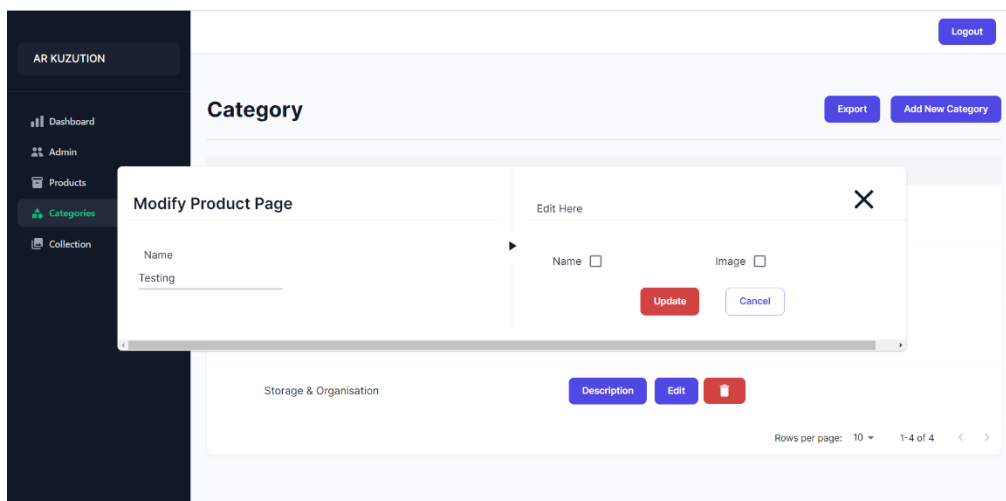 Logout
AR KUZUTION
Category
Export
Add New Category
Dashboard
Admin
Products
Categories
Collection
Modify Product Page
Edit Here
Name
Testing
Name
Image
Update
Cancel
Storage & Organisation
Description
Edit
Rows per page: 10
1-4 of 4